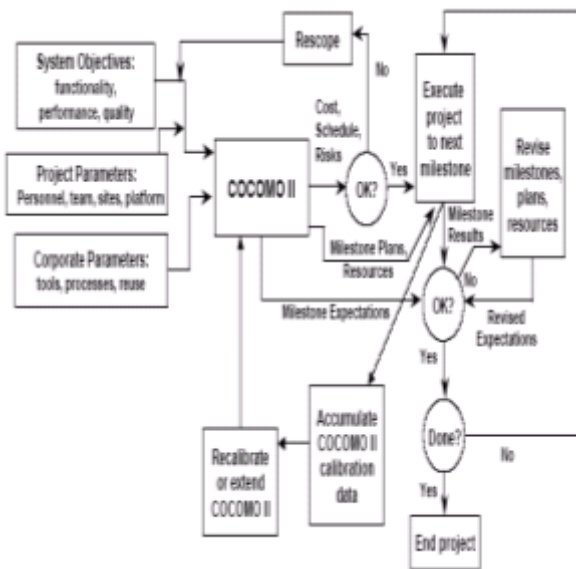 Rescope
System Objectives:
functionality,
performance, quality
No
Execute
project
to next
milestone
Cost,
Schedule,
Risks
Revise
milestones,
plans,
resources
Project Parameters:
Personnel, team, sites, platform
COCOMO II
OK?
Yes
Milestone
Results
Corporate Parameters:
tools, processes, reuse
Milestone Plans,
Resources
No
OK?
Milestone Expectations
Revised
Expectations
Yes
Accumulate
COCOMO II
calibration
data
Recalibrate
or extend
COCOMO II
Done?
No
Yes
End project